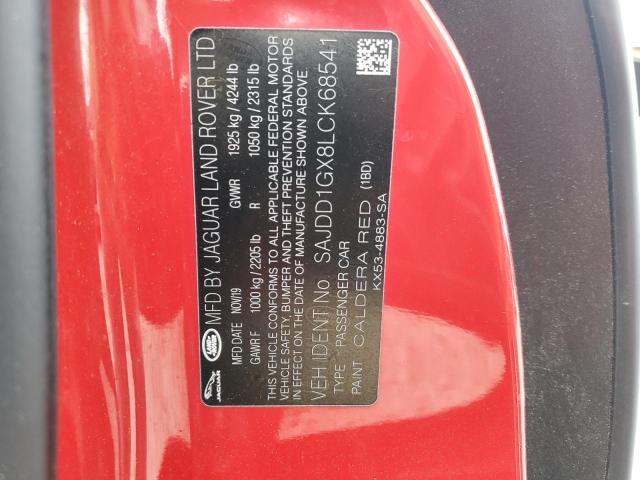 MFD BY JAGUAR LAND ROVER LTD
MFD DATE NOV/19 GVWR 1925 kg / 4244 lb
GAWR F 1000 kg / 2205 lb R 1050 kg / 2315 lb
THIS VEHICLE CONFORMS TO ALL APPLICABLE FEDERAL MOTOR
VEHICLE SAFETY, BUMPER AND THEFT PREVENTION STANDARDS
IN EFFECT ON THE DATE OF MANUFACTURE SHOWN ABOVE.
VEH IDENT No SAJDD1GX8LCK68541
TYPE PASSENGER CAR
PAINT CALDERA RED (1BD)
KX53-4883-SA
JAGUAR
LAND ROVER